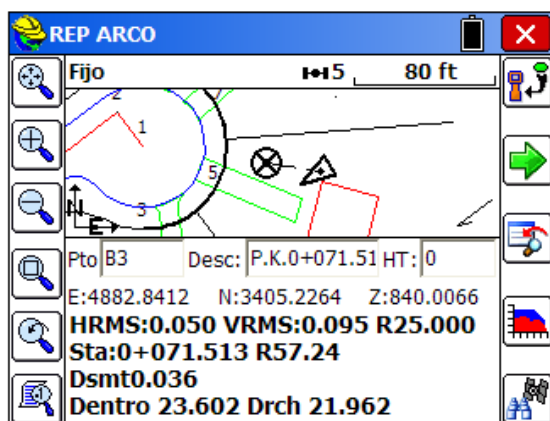 REP ARCO
Fijo 5 80 ft
2
1
5
3
N
E
Pto B3 Desc: P.K.0+071.51 HT: 0
E:4882.8412 N:3405.2264 Z:840.0066
HRMS:0.050 VRMS:0.095 R25.000
Sta:0+071.513 R57.24
Dsmt0.036
Dentro 23.602 Drch 21.962